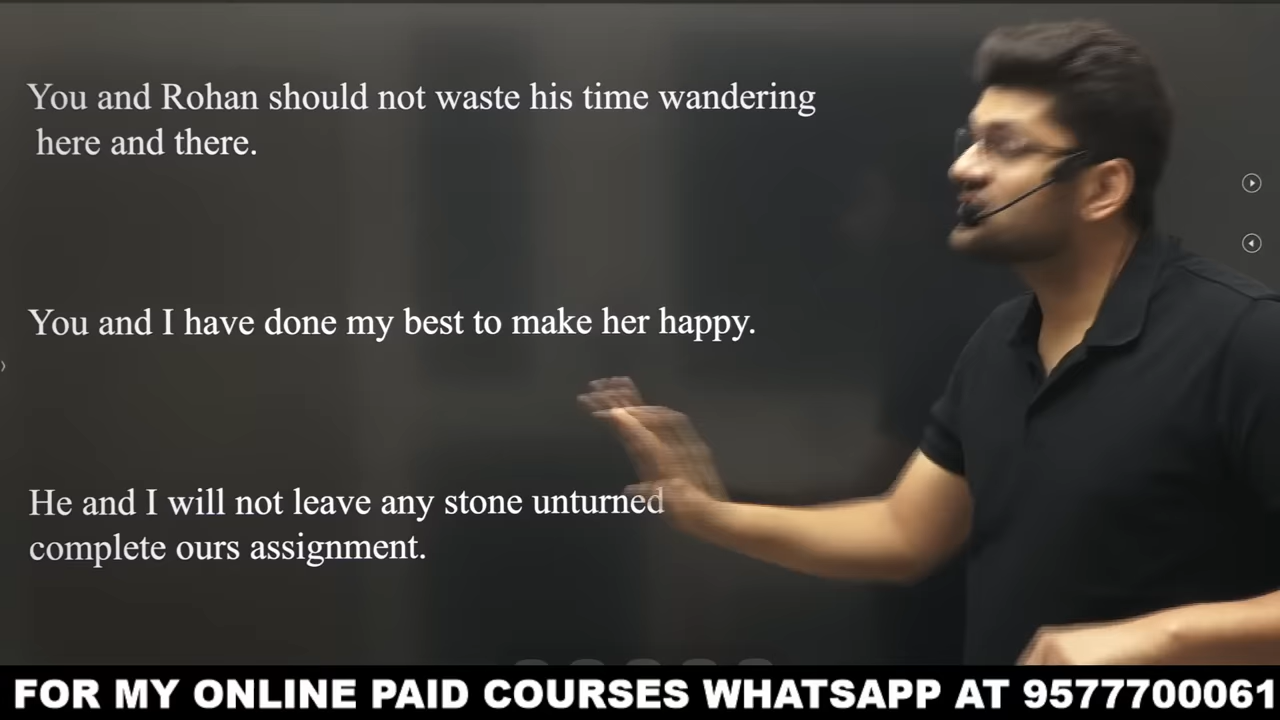 You and Rohan should not waste his time wandering
here and there.
You and I have done my best to make her happy.
He and I will not leave any stone unturned
complete ours assignment.
FOR MY ONLINE PAID COURSES WHATSAPP AT 9577700061